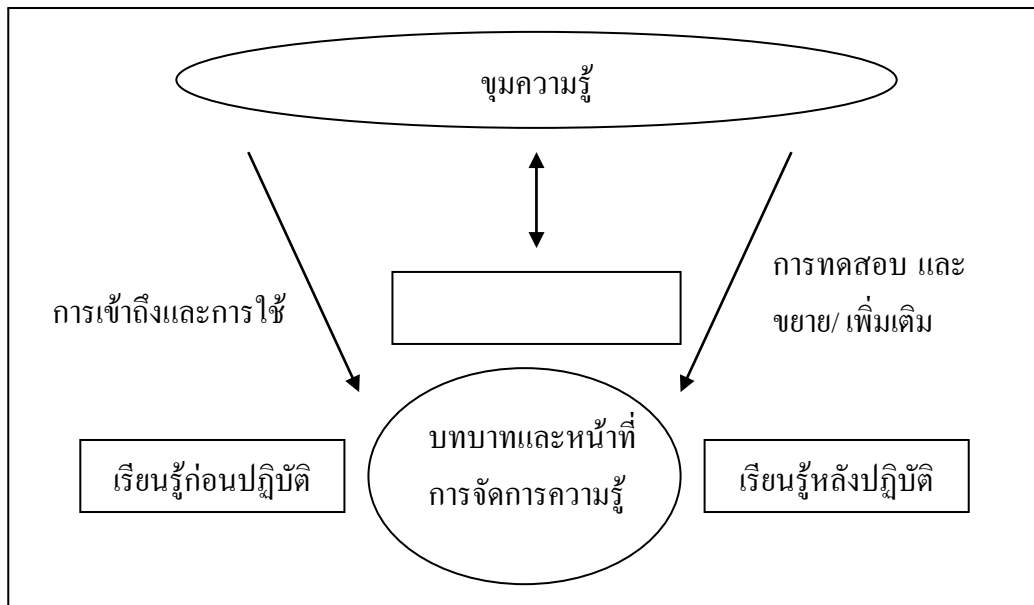 ขุมความรู้
การเข้าถึงและการใช้
การทดสอบ และ
ขยาย/ เพิ่มเติม
บทบาทและหน้าที่
การจัดการความรู้
เรียนรู้ก่อนปฏิบัติ
เรียนรู้หลังปฏิบัติ